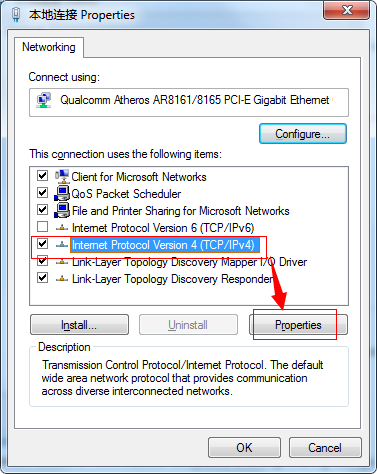 本地连接 Properties
Networking
Connect using:
Qualcomm Atheros AR8161/8165 PCI-E Gigabit Ethernet
Configure...
This connection uses the following items:
Client for Microsoft Networks
QoS Packet Scheduler
File and Printer Sharing for Microsoft Networks
Internet Protocol Version 6 (TCP/IPv6)
Internet Protocol Version 4 (TCP/IPv4)
Link-Layer Topology Discovery Mapper I/O Driver
Link-Layer Topology Discovery Responder
Install...
Uninstall
Properties
Description
Transmission Control Protocol/Internet Protocol. The default
wide area network protocol that provides communication
across diverse interconnected networks.
OK
Cancel